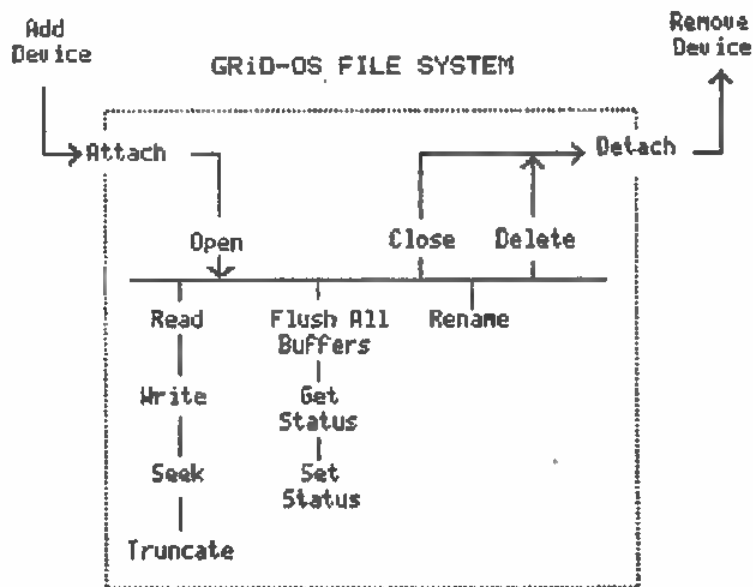 Add
Device
Remove
Device
GRiD-OS FILE SYSTEM
Attach
Detach
Open
Close
Delete
Read
Flush All
Buffers
Rename
Write
Get
Status
Seek
Set
Status
Truncate